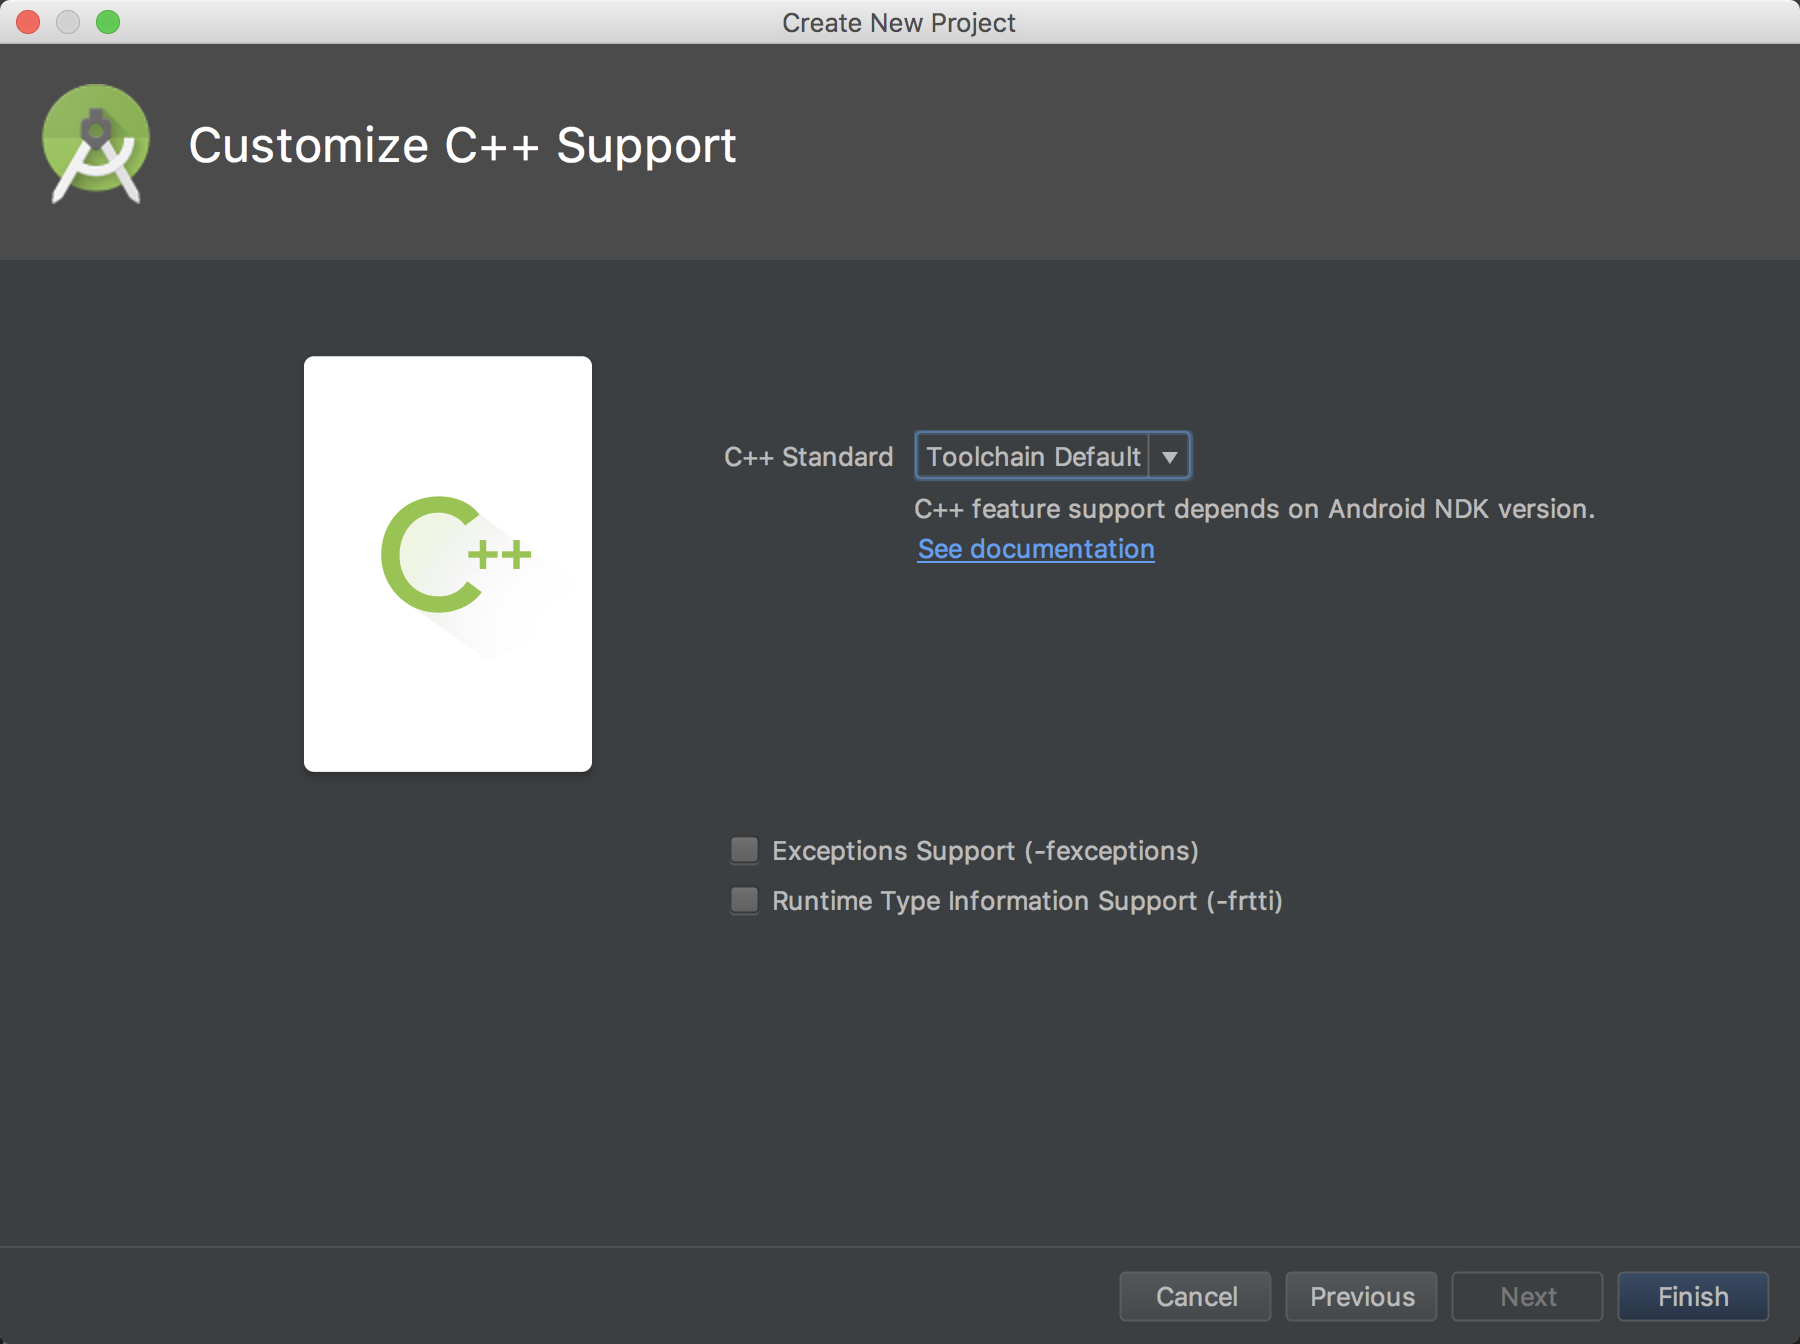 Create New Project
Customize C++ Support
C++
C++ Standard Toolchain Default
C++ feature support depends on Android NDK version.
See documentation
Exceptions Support (-fexceptions)
Runtime Type Information Support (-frtti)
Cancel Previous Next Finish